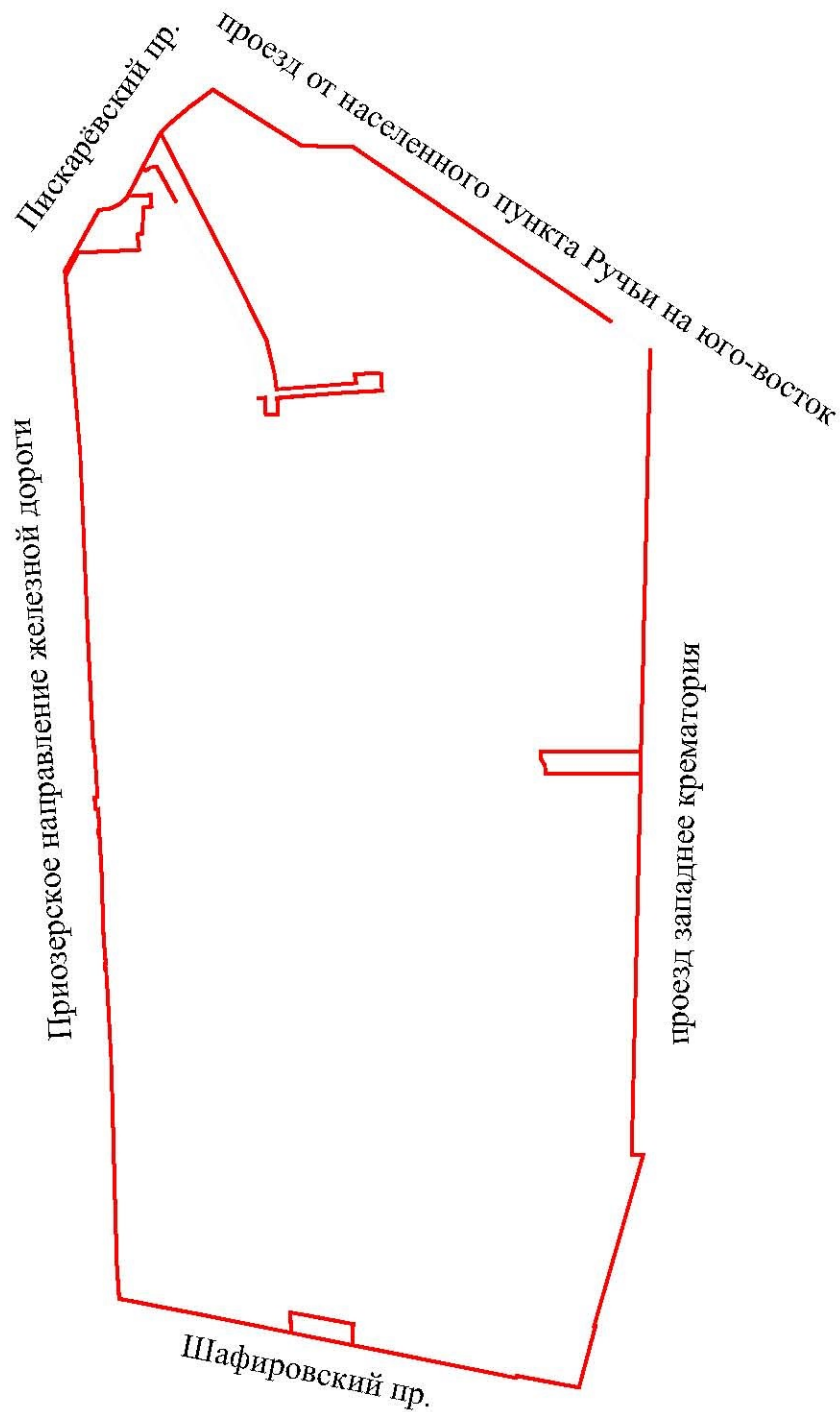 Пискарёвский пр.
проезд от населенного пункта Ручьи на юго-восток
Приозерское направление железной дороги
проезд западнее крематория
Шафировский пр.